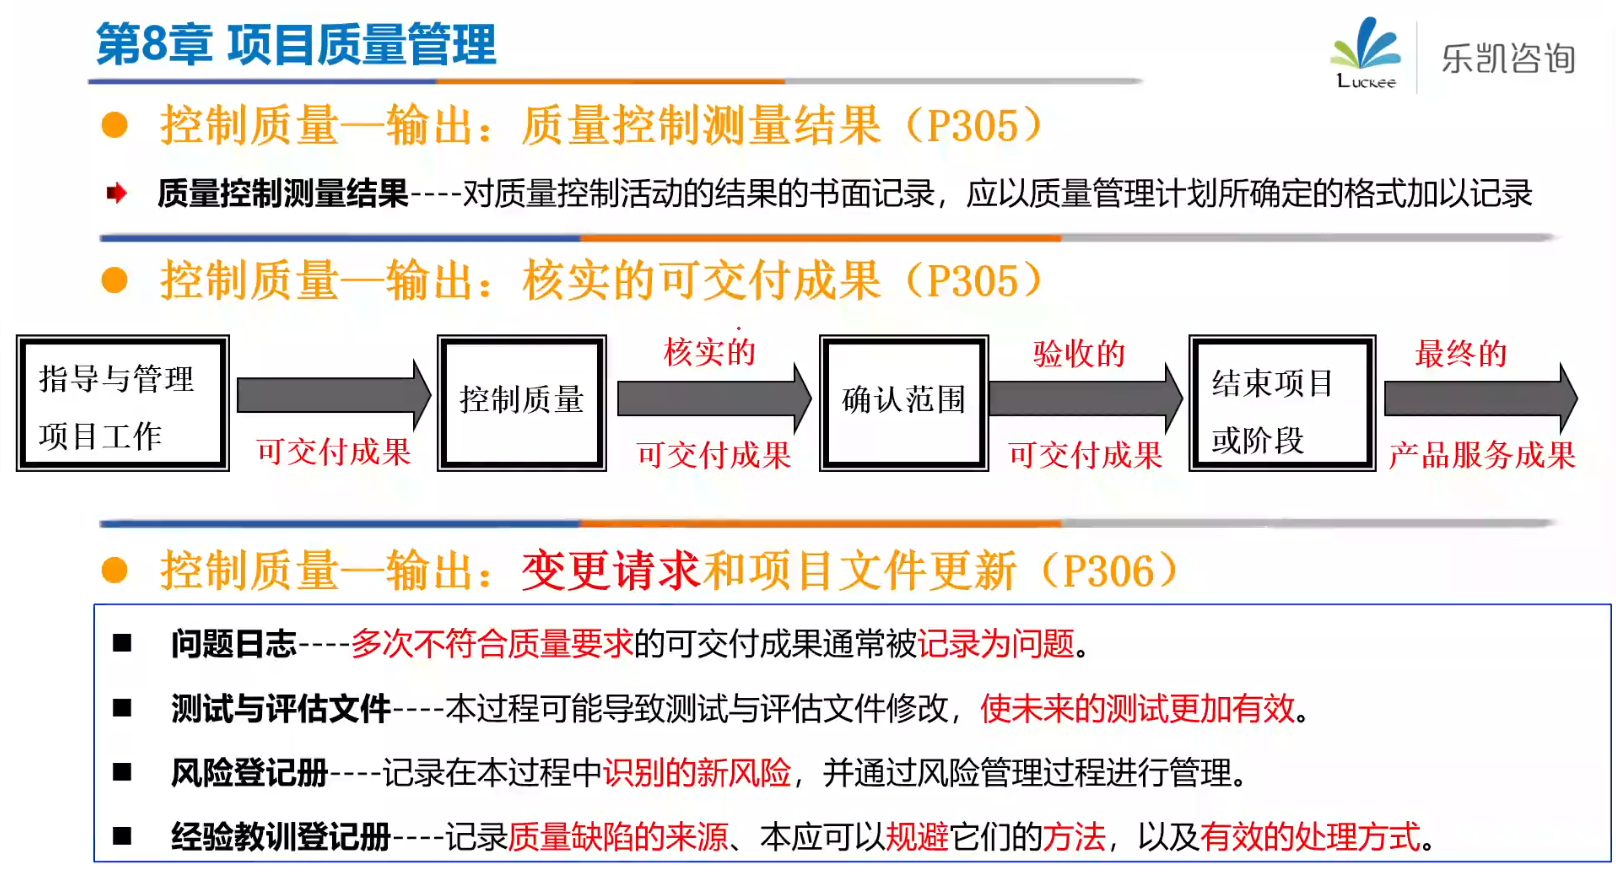 第8章 项目质量管理
LUCKEE 乐凯咨询
控制质量—输出：质量控制测量结果（P305）
质量控制测量结果----对质量控制活动的结果的书面记录，应以质量管理计划所确定的格式加以记录
控制质量—输出：核实的可交付成果（P305）
指导与管理
项目工作
可交付成果
控制质量
核实的
可交付成果
确认范围
验收的
可交付成果
结束项目
或阶段
最终的
产品服务成果
控制质量—输出：变更请求和项目文件更新（P306）
问题日志----多次不符合质量要求的可交付成果通常被记录为问题。
测试与评估文件----本过程可能导致测试与评估文件修改，使未来的测试更加有效。
风险登记册----记录在本过程中识别的新风险，并通过风险管理过程进行管理。
经验教训登记册----记录质量缺陷的来源、本应可以规避它们的方法，以及有效的处理方式。